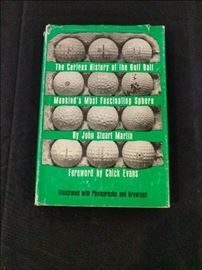 The Curious History of the Golf Ball
Mankind's Most Fascinating Sphere
By John Stuart Martin
Foreword by Chick Evans
Illustrated with Photographs and Drawings